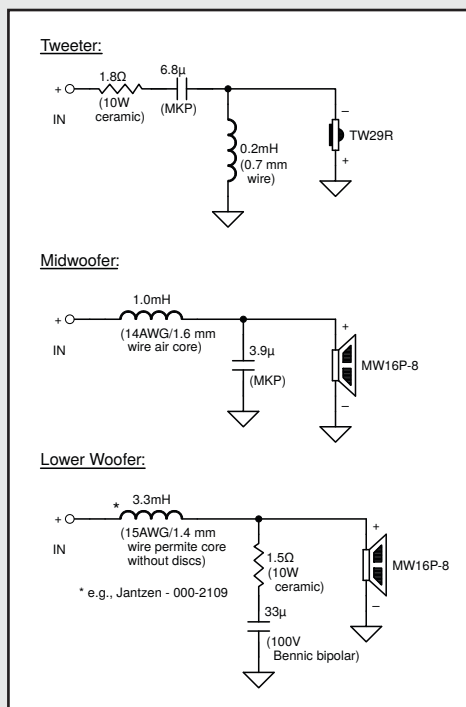 Tweeter:
+
IN
1.8Ω
(10W
ceramic)
6.8µ
(MKP)
0.2mH
(0.7 mm
wire)
–
TW29R
+
Midwoofer:
+
IN
1.0mH
(14AWG/1.6 mm
wire air core)
3.9µ
(MKP)
+
MW16P-8
–
Lower Woofer:
+
IN
* 3.3mH
(15AWG/1.4 mm
wire permite core
without discs)
* e.g., Jantzen - 000-2109
1.5Ω
(10W
ceramic)
33µ
(100V
Bennic bipolar)
+
MW16P-8
–